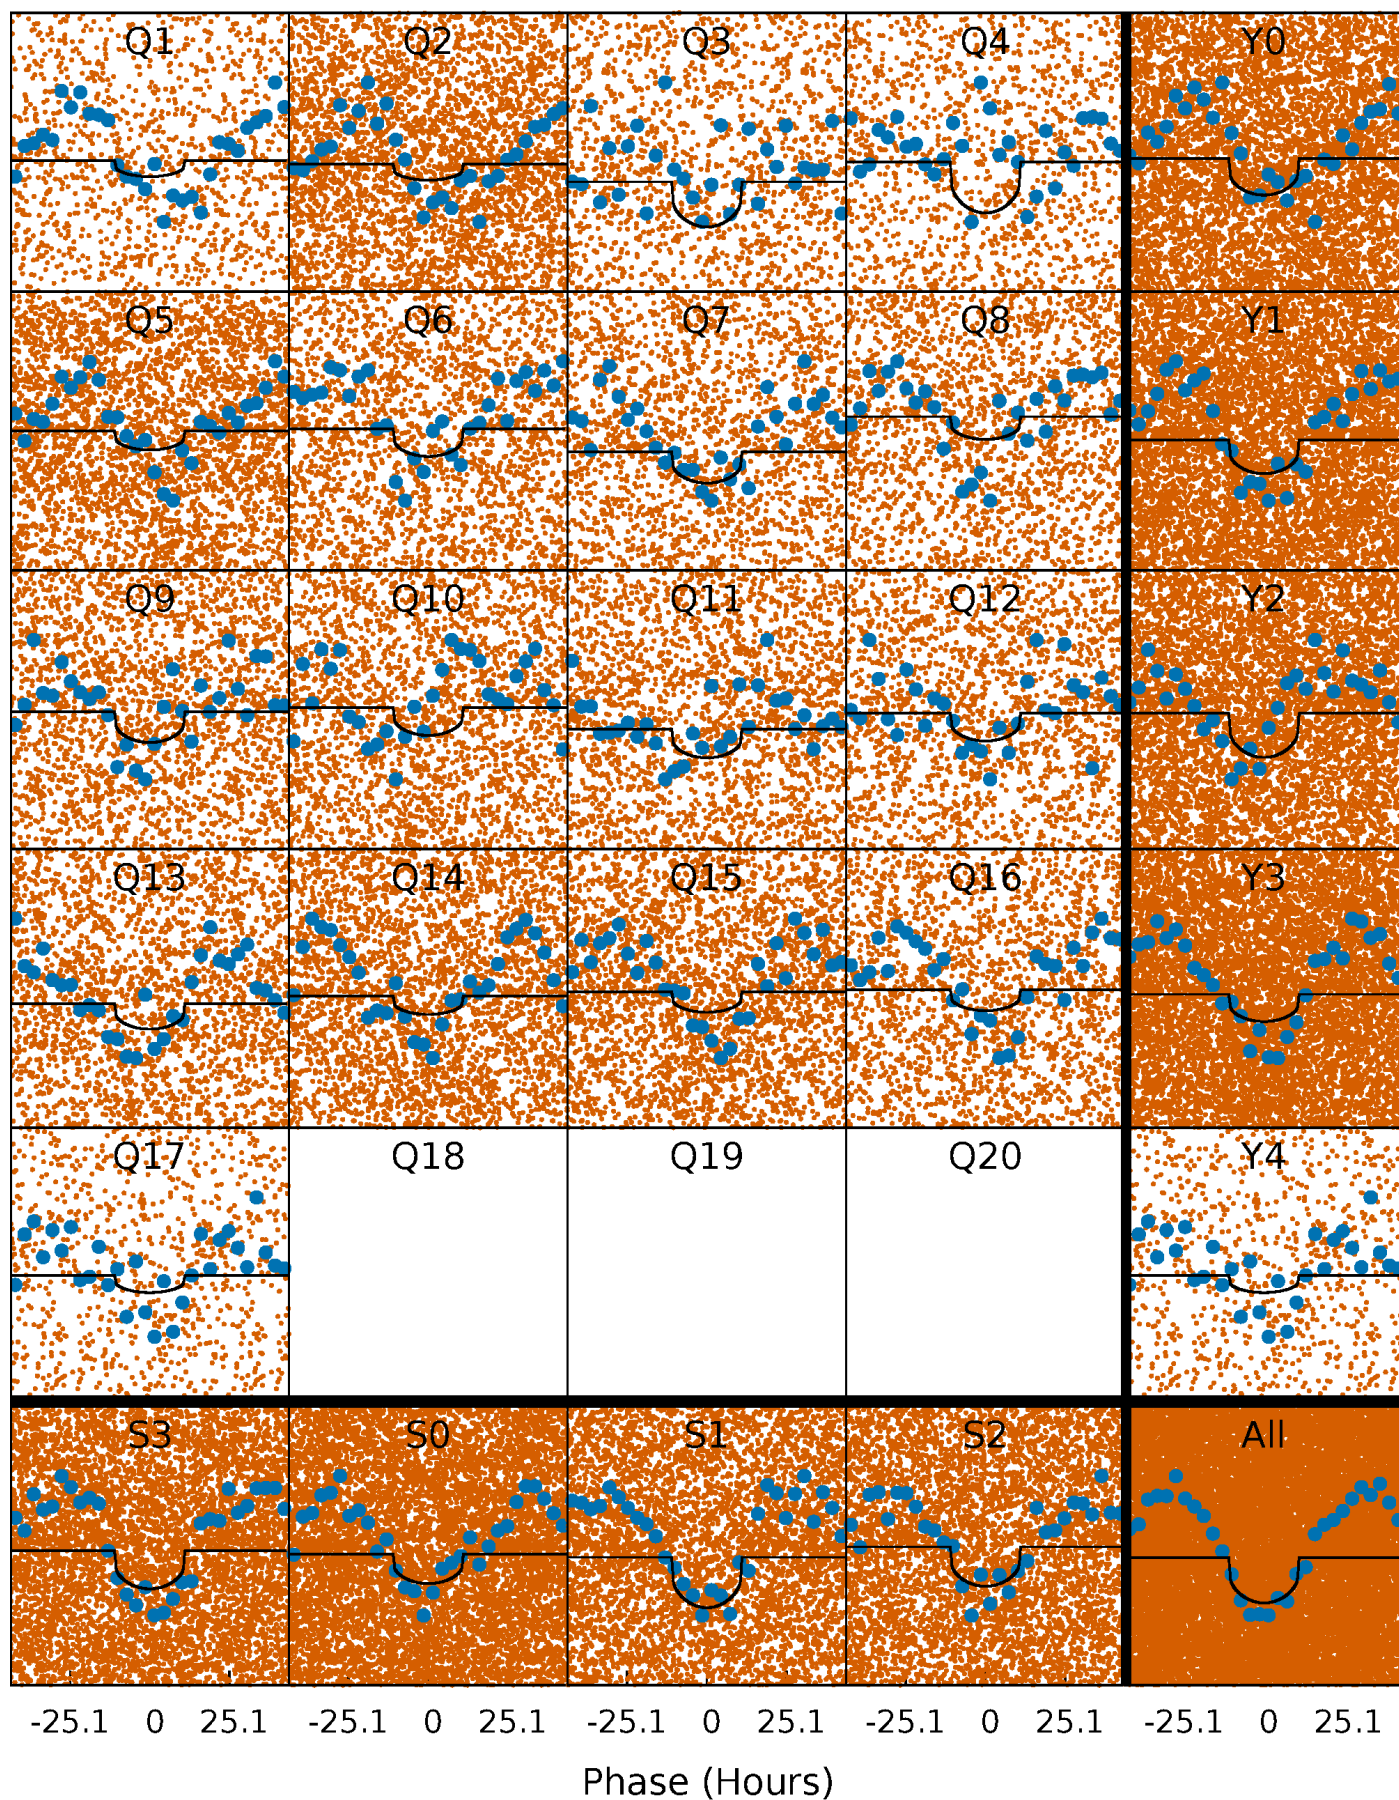 Q1 Q2 Q3 Q4 Y0
Q5 Q6 Q7 Q8 Y1
Q9 Q10 Q11 Q12 Y2
Q13 Q14 Q15 Q16 Y3
Q17 Q18 Q19 Q20 Y4
S3 S0 S1 S2 All
-25.1 0 25.1 -25.1 0 25.1 -25.1 0 25.1 -25.1 0 25.1 -25.1 0 25.1
Phase (Hours)